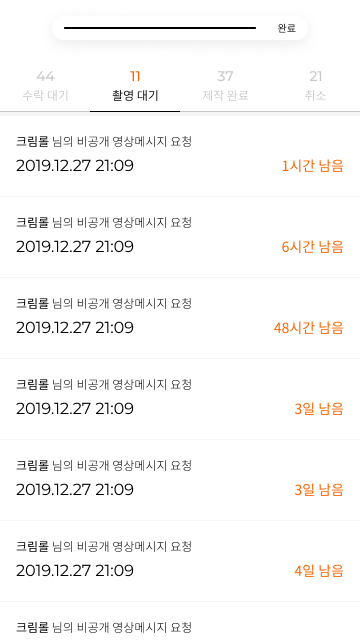 완료
44 11 37 21
수락 대기 촬영 대기 제작 완료 취소
크림롤 님의 비공개 영상메시지 요청
2019.12.27 21:09 1시간 남음
크림롤 님의 비공개 영상메시지 요청
2019.12.27 21:09 6시간 남음
크림롤 님의 비공개 영상메시지 요청
2019.12.27 21:09 48시간 남음
크림롤 님의 비공개 영상메시지 요청
2019.12.27 21:09 3일 남음
크림롤 님의 비공개 영상메시지 요청
2019.12.27 21:09 3일 남음
크림롤 님의 비공개 영상메시지 요청
2019.12.27 21:09 4일 남음
크림롤 님의 비공개 영상메시지 요청